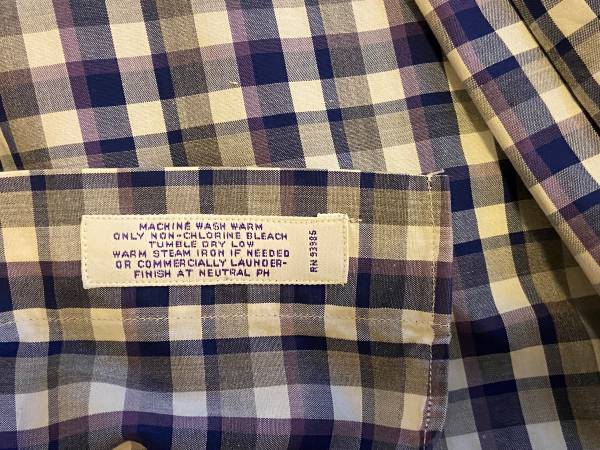 MACHINE WASH WARM
ONLY NON-CHLORINE BLEACH
TUMBLE DRY LOW
WARM STEAM IRON IF NEEDED
OR COMMERCIALLY LAUNDER-
FINISH AT NEUTRAL PH
RN 93985